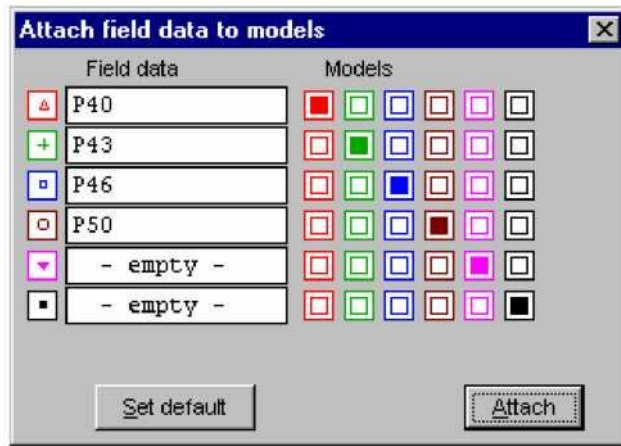 Attach field data to models
Field data Models
P40
P43
P46
P50
- empty -
- empty -
Set default Attach